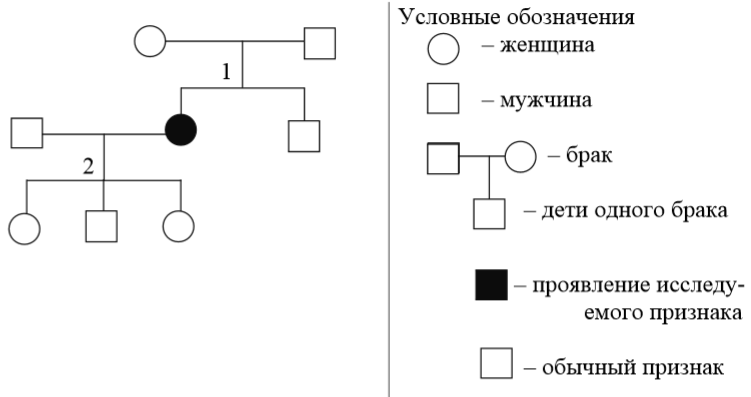 1
2
Условные обозначения
– женщина
– мужчина
– брак
– дети одного брака
– проявление исследу-
емого признака
– обычный признак